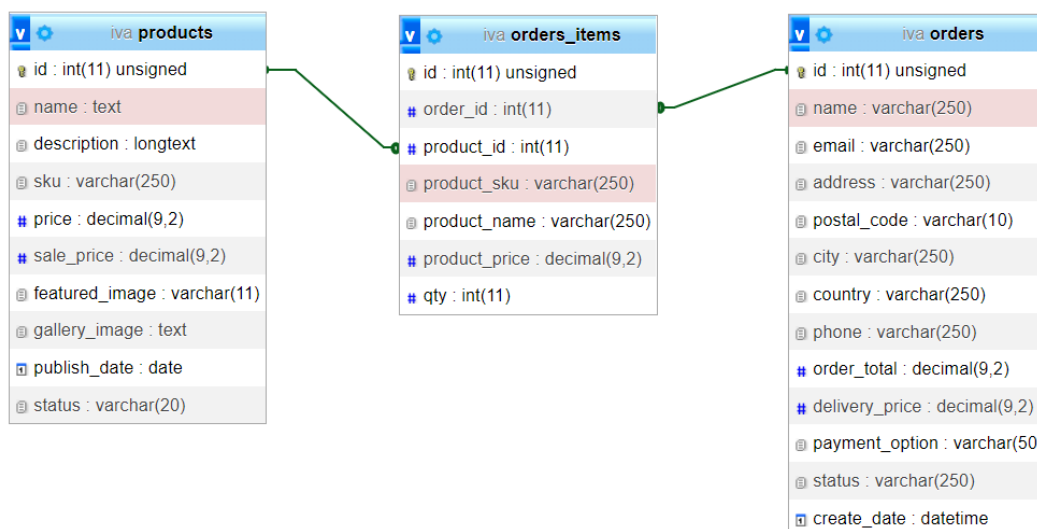 v iva products
id : int(11) unsigned
name : text
description : longtext
sku : varchar(250)
# price : decimal(9,2)
# sale_price : decimal(9,2)
featured_image : varchar(11)
gallery_image : text
publish_date : date
status : varchar(20)
v iva orders_items
id : int(11) unsigned
# order_id : int(11)
# product_id : int(11)
product_sku : varchar(250)
product_name : varchar(250)
# product_price : decimal(9,2)
# qty : int(11)
v iva orders
id : int(11) unsigned
name : varchar(250)
email : varchar(250)
address : varchar(250)
postal_code : varchar(10)
city : varchar(250)
country : varchar(250)
phone : varchar(250)
# order_total : decimal(9,2)
# delivery_price : decimal(9,2)
payment_option : varchar(50
status : varchar(250)
create_date : datetime